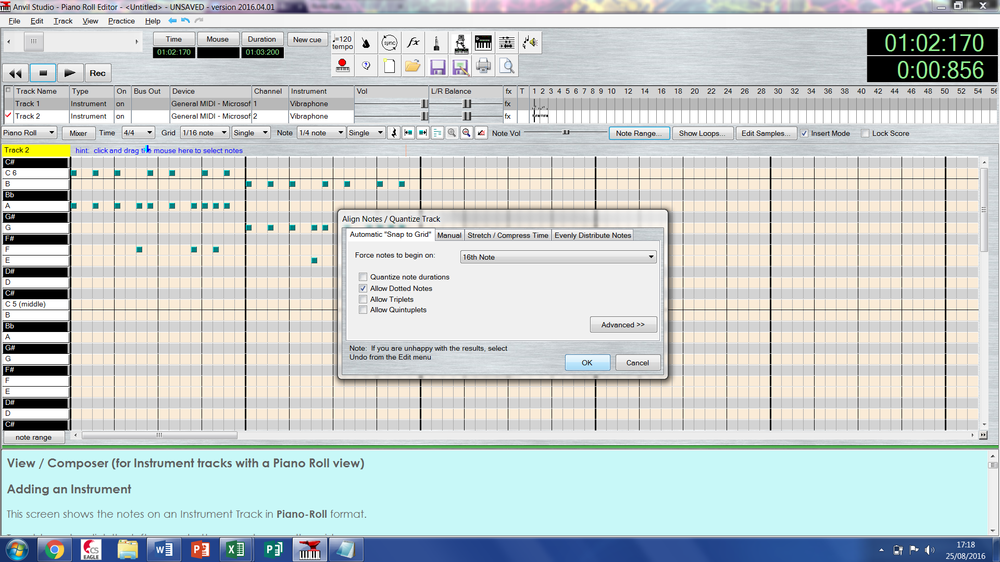 Anvil Studio - Piano Roll Editor - <Untitled> - UNSAVED - version 2016.04.01
File Edit Track View Practice Help
Time Mouse Duration New cue
01:02:170 01:03:200
=120
tempo
sync
fx
01:02:170
0:00:856
Rec
Track Name Type On Bus Out Device Channel Instrument Vol L/R Balance fx T 1 2 3 4 5 6 7 8 9 10 12 14 16 18 20 22 24 26 28 30 32 34 36 38 40 42 44 46 48 50 52 54 56
Track 1 Instrument on General MIDI - Microsof 1 Vibraphone fx
Track 2 Instrument on General MIDI - Microsof 2 Vibraphone fx
Piano Roll Mixer Time 4/4 Grid 1/16 note Single Note 1/4 note Single Note Vol Note Range... Show Loops... Edit Samples... Insert Mode Lock Score
Track 2 hint: click and drag the mouse here to select notes
C#
C 6
B
Bb
A
G#
G
F#
F
E
D#
D
C#
C 5 (middle)
B
Bb
A
G#
G
F#
F
E
D#
D
C#
note range
Align Notes / Quantize Track
Automatic "Snap to Grid" Manual Stretch / Compress Time Evenly Distribute Notes
Force notes to begin on: 16th Note
Quantize note durations
Allow Dotted Notes
Allow Triplets
Allow Quintuplets
Advanced >>
Note: If you are unhappy with the results, select
Undo from the Edit menu
OK Cancel
View / Composer (for Instrument tracks with a Piano Roll view)
Adding an Instrument
This screen shows the notes on an Instrument Track in Piano-Roll format.
CS
EAGLE
17:18
25/08/2016